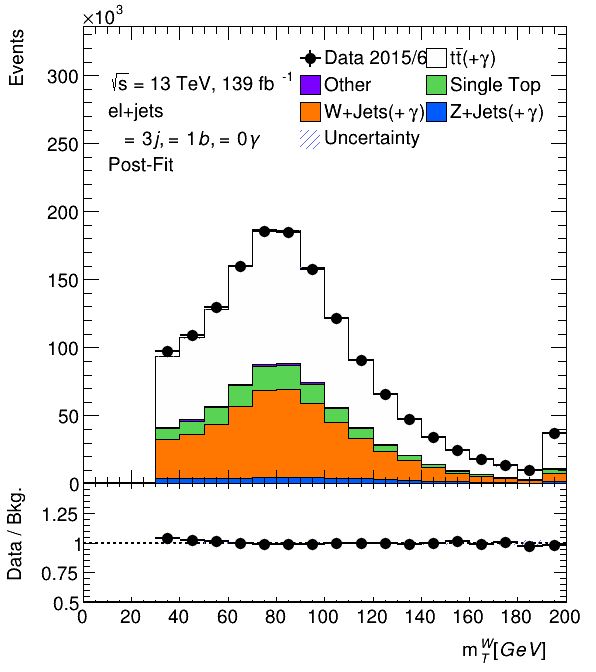 ×10³
Events
Data 2015/6
tt̄(+γ)
√s = 13 TeV, 139 fb⁻¹
Other
Single Top
el+jets
W+Jets(+γ)
Z+Jets(+γ)
= 3j, = 1b, = 0γ
Uncertainty
Post-Fit
300
250
200
150
100
50
0
Data / Bkg.
1.25
1
0.75
0.5
0 20 40 60 80 100 120 140 160 180 200
m_T^W [GeV]